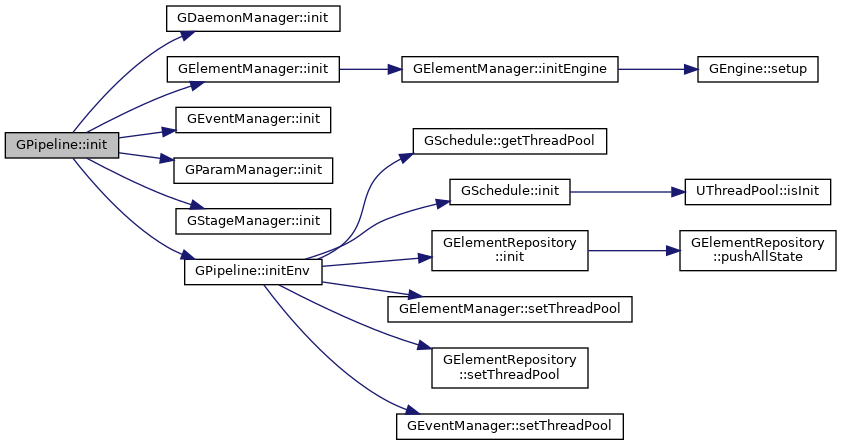 GDaemonManager::init
GElementManager::init
GElementManager::initEngine
GEngine::setup
GEventManager::init
GPipeline::init
GSchedule::getThreadPool
GParamManager::init
GSchedule::init
UThreadPool::isInit
GStageManager::init
GElementRepository
::init
GElementRepository
::pushAllState
GPipeline::initEnv
GElementManager::setThreadPool
GElementRepository
::setThreadPool
GEventManager::setThreadPool